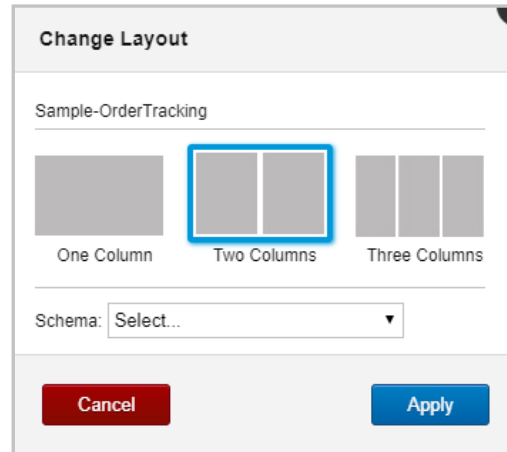 Change Layout
Sample-OrderTracking
One Column Two Columns Three Columns
Schema: Select...
Cancel Apply